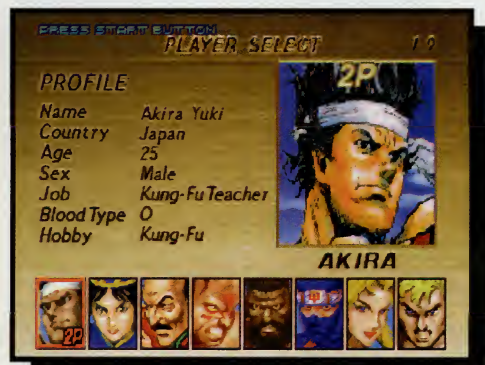 PRESS START BUTTON
PLAYER SELECT
PROFILE
2P
Name Akira Yuki
Country Japan
Age 25
Sex Male
Job Kung-Fu Teacher
Blood Type O
Hobby Kung-Fu
AKIRA
2P